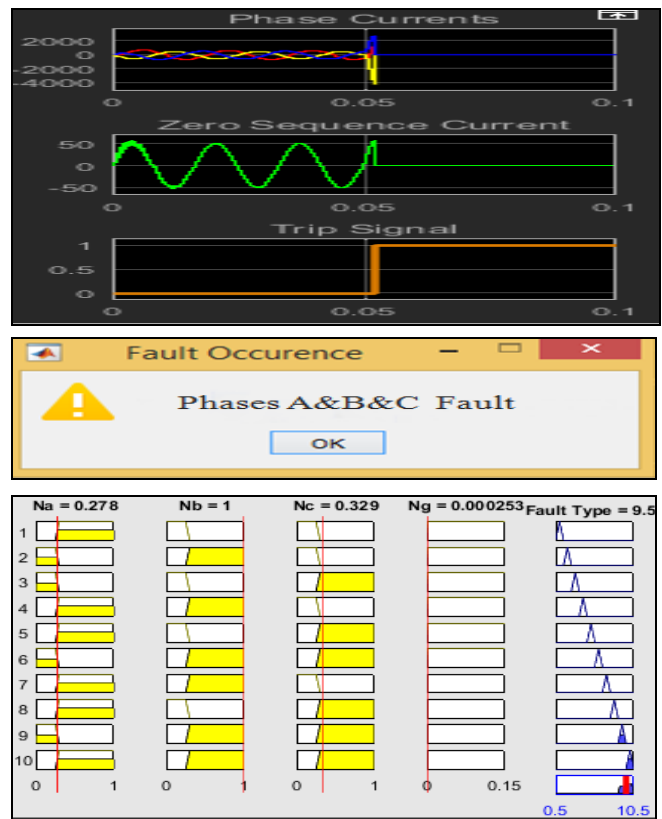 Phase Currents
2000
0
-2000
-4000
0 0.05 0.1
Zero Sequence Current
50
0
-50
0 0.05 0.1
Trip Signal
1
0.5
0
0 0.05 0.1
Fault Occurence
Phases A&B&C Fault
OK
Na = 0.278 Nb = 1 Nc = 0.329 Ng = 0.000253 Fault Type = 9.5
1
2
3
4
5
6
7
8
9
10
0 1 0 1 0 1 0 0.15
0.5 10.5